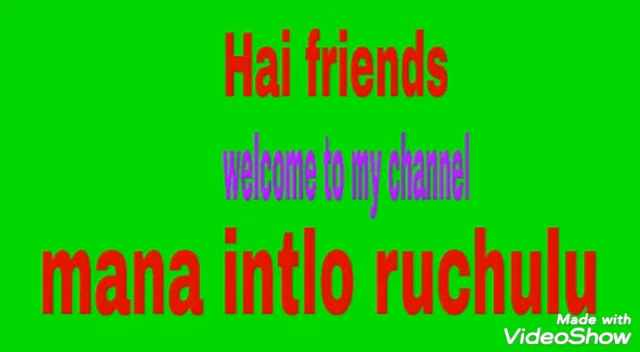 Hai friends
welcome to my channel
mana intlo ruchulu
Made with
VideoShow